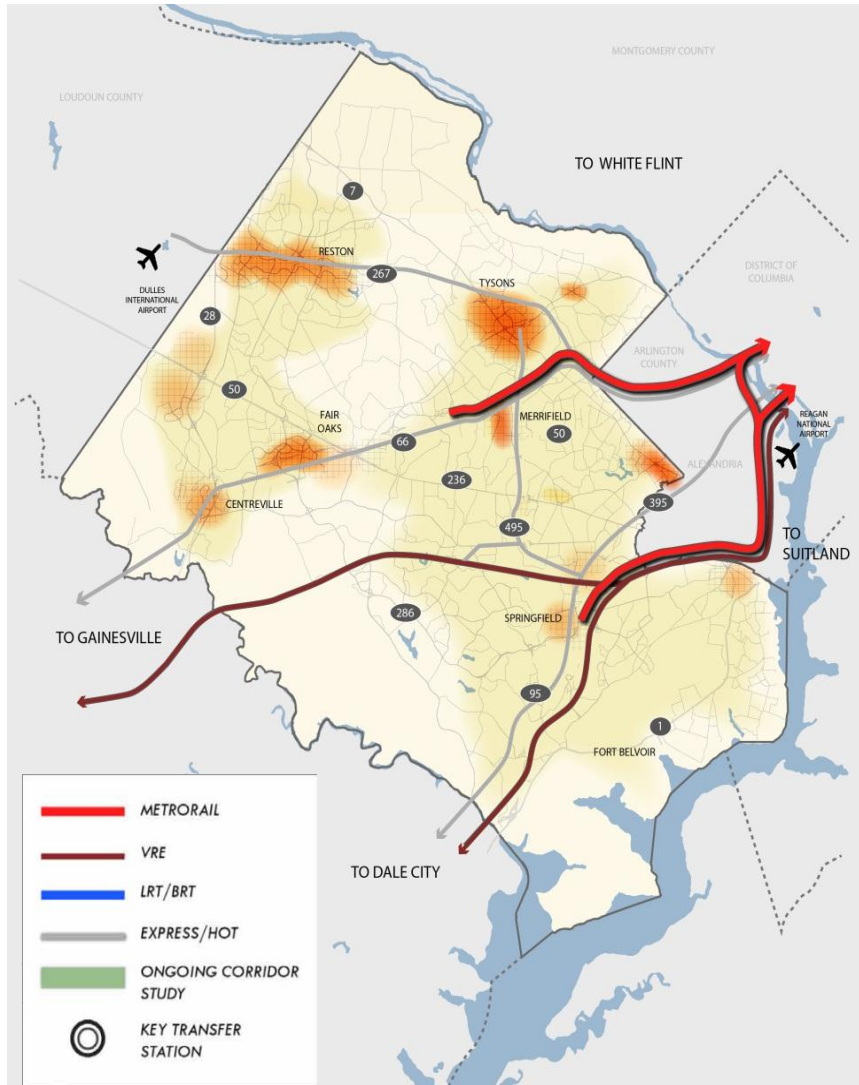 MONTGOMERY COUNTY
LOUDOUN COUNTY
TO WHITE FLINT
7
RESTON
267
DULLES
INTERNATIONAL
AIRPORT
TYSONS
DISTRICT OF
COLUMBIA
28
ARLINGTON
COUNTY
50
FAIR
OAKS
66
MERRIFIELD
50
REAGAN
NATIONAL
AIRPORT
236
ALEXANDRIA
395
CENTREVILLE
495
TO
SUITLAND
286
SPRINGFIELD
TO GAINESVILLE
95
1
FORT BELVOIR
TO DALE CITY
METRORAIL
VRE
LRT/BRT
EXPRESS/HOT
ONGOING CORRIDOR
STUDY
KEY TRANSFER
STATION